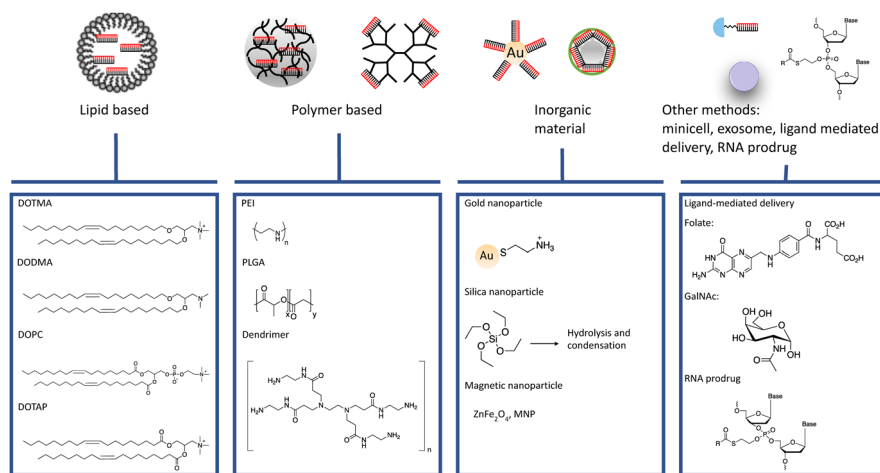 Au
Base
O
Base
Lipid based
Polymer based
Inorganic
material
Other methods:
minicell, exosome, ligand mediated
delivery, RNA prodrug
DOTMA
DODMA
DOPC
DOTAP
PEI
n
PLGA
x
y
Dendrimer
n
Gold nanoparticle
Au
S
NH₃
+
Silica nanoparticle
Si
Hydrolysis and
condensation
Magnetic nanoparticle
ZnFe₂O₄, MNP
Ligand-mediated delivery
Folate:
CO₂H
CO₂H
H₂N
GalNAc:
OH
OH
HO
RNA prodrug
Base
Base